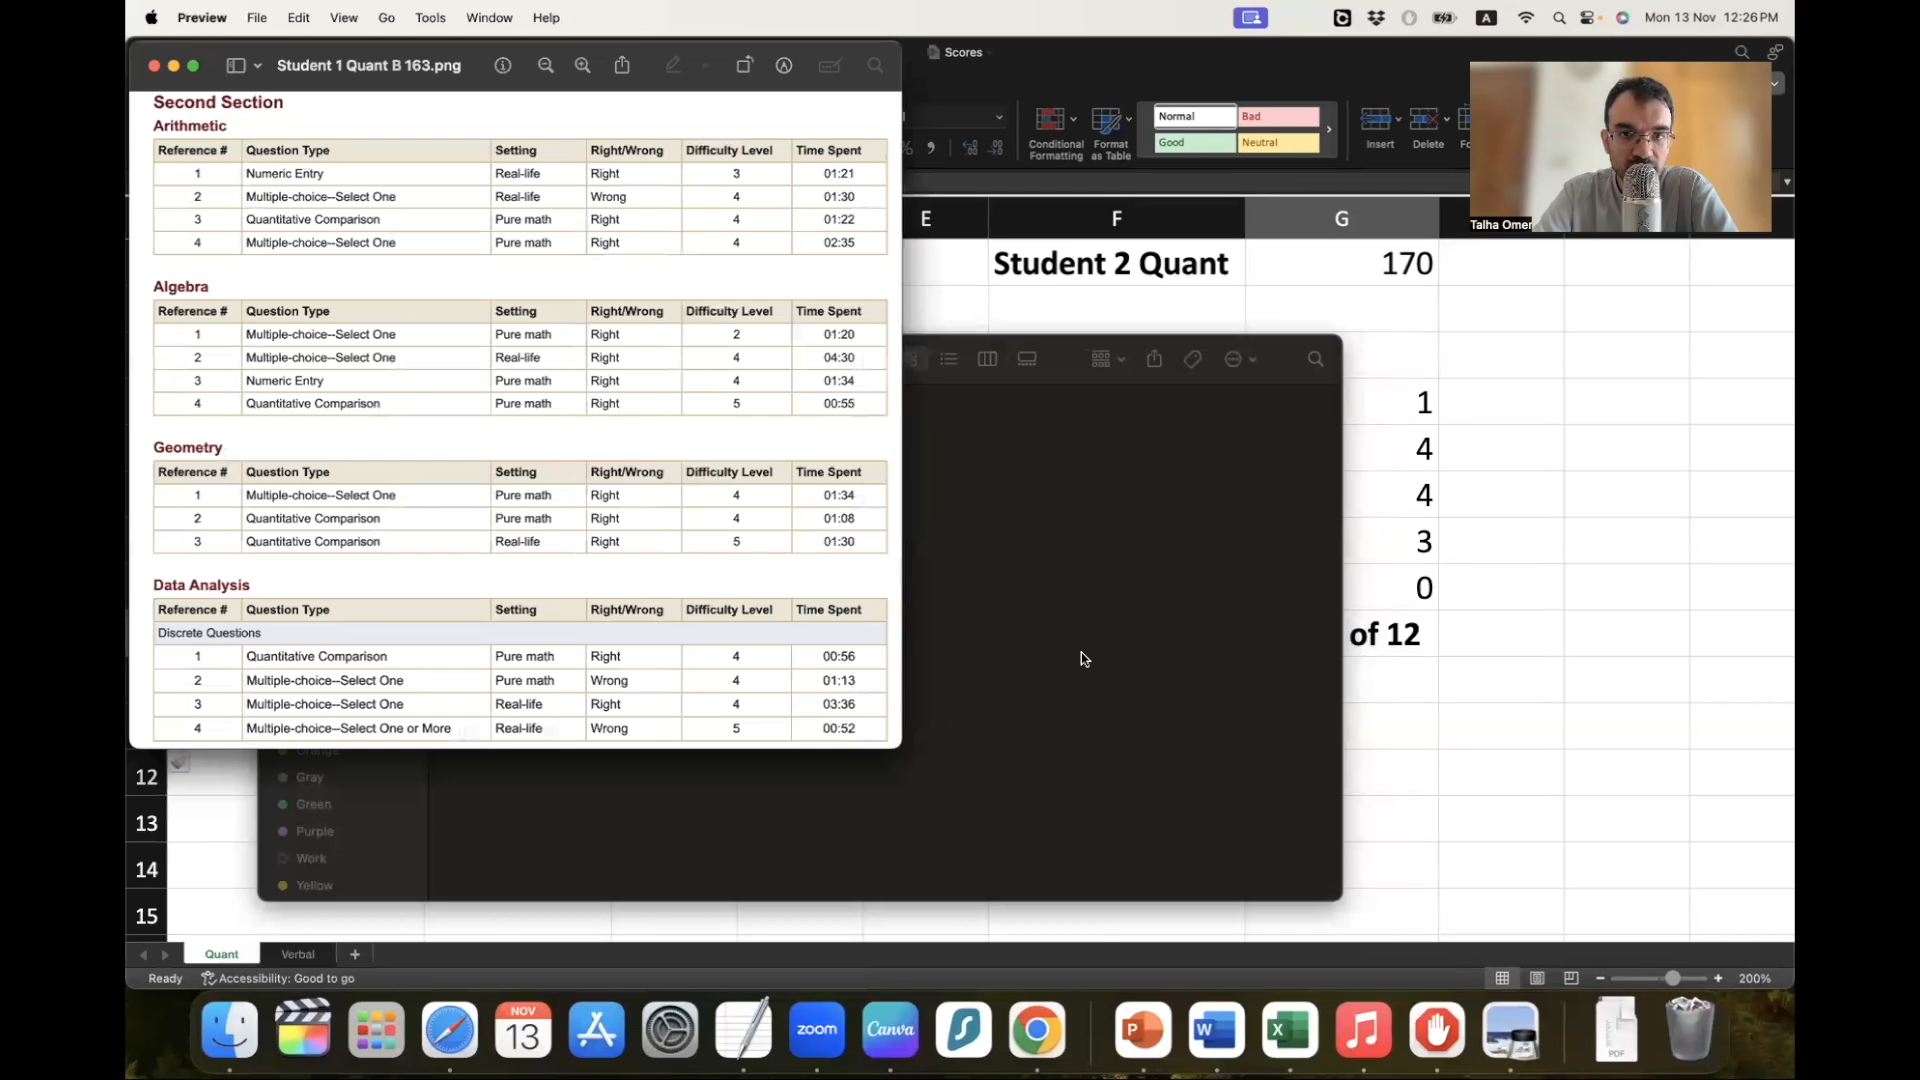 Preview File Edit View Go Tools Window Help A Mon 13 Nov 12:26 PM
Student 1 Quant B 163.png
Scores
Conditional Formatting
Format as Table
Normal Bad
Good Neutral
Insert Delete
Talha Omer
Second Section
Arithmetic
Reference # Question Type Setting Right/Wrong Difficulty Level Time Spent
1 Numeric Entry Real-life Right 3 01:21
2 Multiple-choice--Select One Real-life Wrong 4 01:30
3 Quantitative Comparison Pure math Right 4 01:22
4 Multiple-choice--Select One Pure math Right 4 02:35
Algebra
Reference # Question Type Setting Right/Wrong Difficulty Level Time Spent
1 Multiple-choice--Select One Pure math Right 2 01:20
2 Multiple-choice--Select One Real-life Right 4 04:30
3 Numeric Entry Pure math Right 4 01:34
4 Quantitative Comparison Pure math Right 5 00:55
Geometry
Reference # Question Type Setting Right/Wrong Difficulty Level Time Spent
1 Multiple-choice--Select One Pure math Right 4 01:34
2 Quantitative Comparison Pure math Right 4 01:08
3 Quantitative Comparison Real-life Right 5 01:30
Data Analysis
Reference # Question Type Setting Right/Wrong Difficulty Level Time Spent
Discrete Questions
1 Quantitative Comparison Pure math Right 4 00:56
2 Multiple-choice--Select One Pure math Wrong 4 01:13
3 Multiple-choice--Select One Real-life Right 4 03:36
4 Multiple-choice--Select One or More Real-life Wrong 5 00:52
E F G
Student 2 Quant 170
1
4
4
3
0
of 12
Orange
Gray
Green
Purple
Work
Yellow
12
13
14
15
Quant Verbal +
Ready Accessibility: Good to go 200%
NOV
13
zoom
Canva
P
W
X
PDF